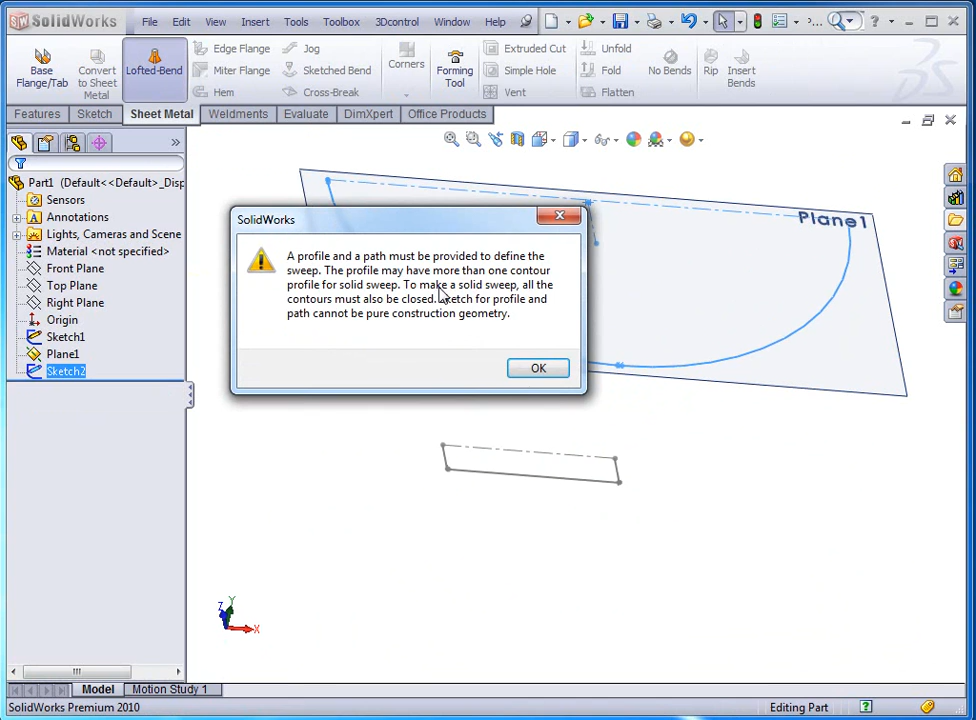 SolidWorks File Edit View Insert Tools Toolbox 3Dcontrol Window Help
Base Flange/Tab
Convert to Sheet Metal
Lofted-Bend
Edge Flange
Miter Flange
Hem
Jog
Sketched Bend
Cross-Break
Corners
Forming Tool
Extruded Cut
Simple Hole
Vent
Unfold
Fold
Flatten
No Bends
Rip
Insert Bends
Features Sketch Sheet Metal Weldments Evaluate DimXpert Office Products
Part1 (Default<<Default>_Disp
Sensors
Annotations
Lights, Cameras and Scene
Material <not specified>
Front Plane
Top Plane
Right Plane
Origin
Sketch1
Plane1
Sketch2
Plane1
SolidWorks
A profile and a path must be provided to define the
sweep. The profile may have more than one contour
profile for solid sweep. To make a solid sweep, all the
contours must also be closed. Sketch for profile and
path cannot be pure construction geometry.
OK
Z Y X
Model Motion Study 1
SolidWorks Premium 2010 Editing Part